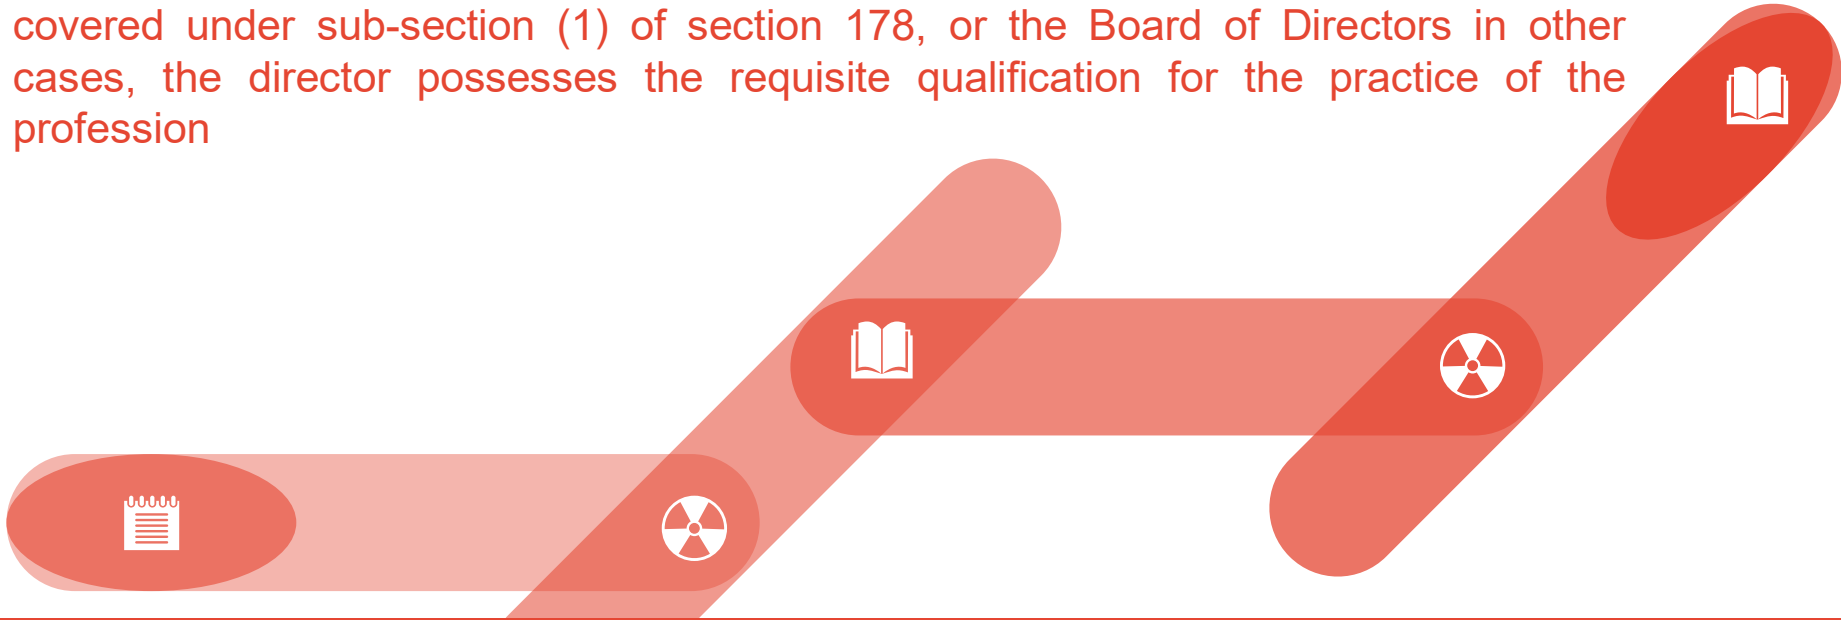 covered under sub-section (1) of section 178, or the Board of Directors in other
cases, the director possesses the requisite qualification for the practice of the
profession